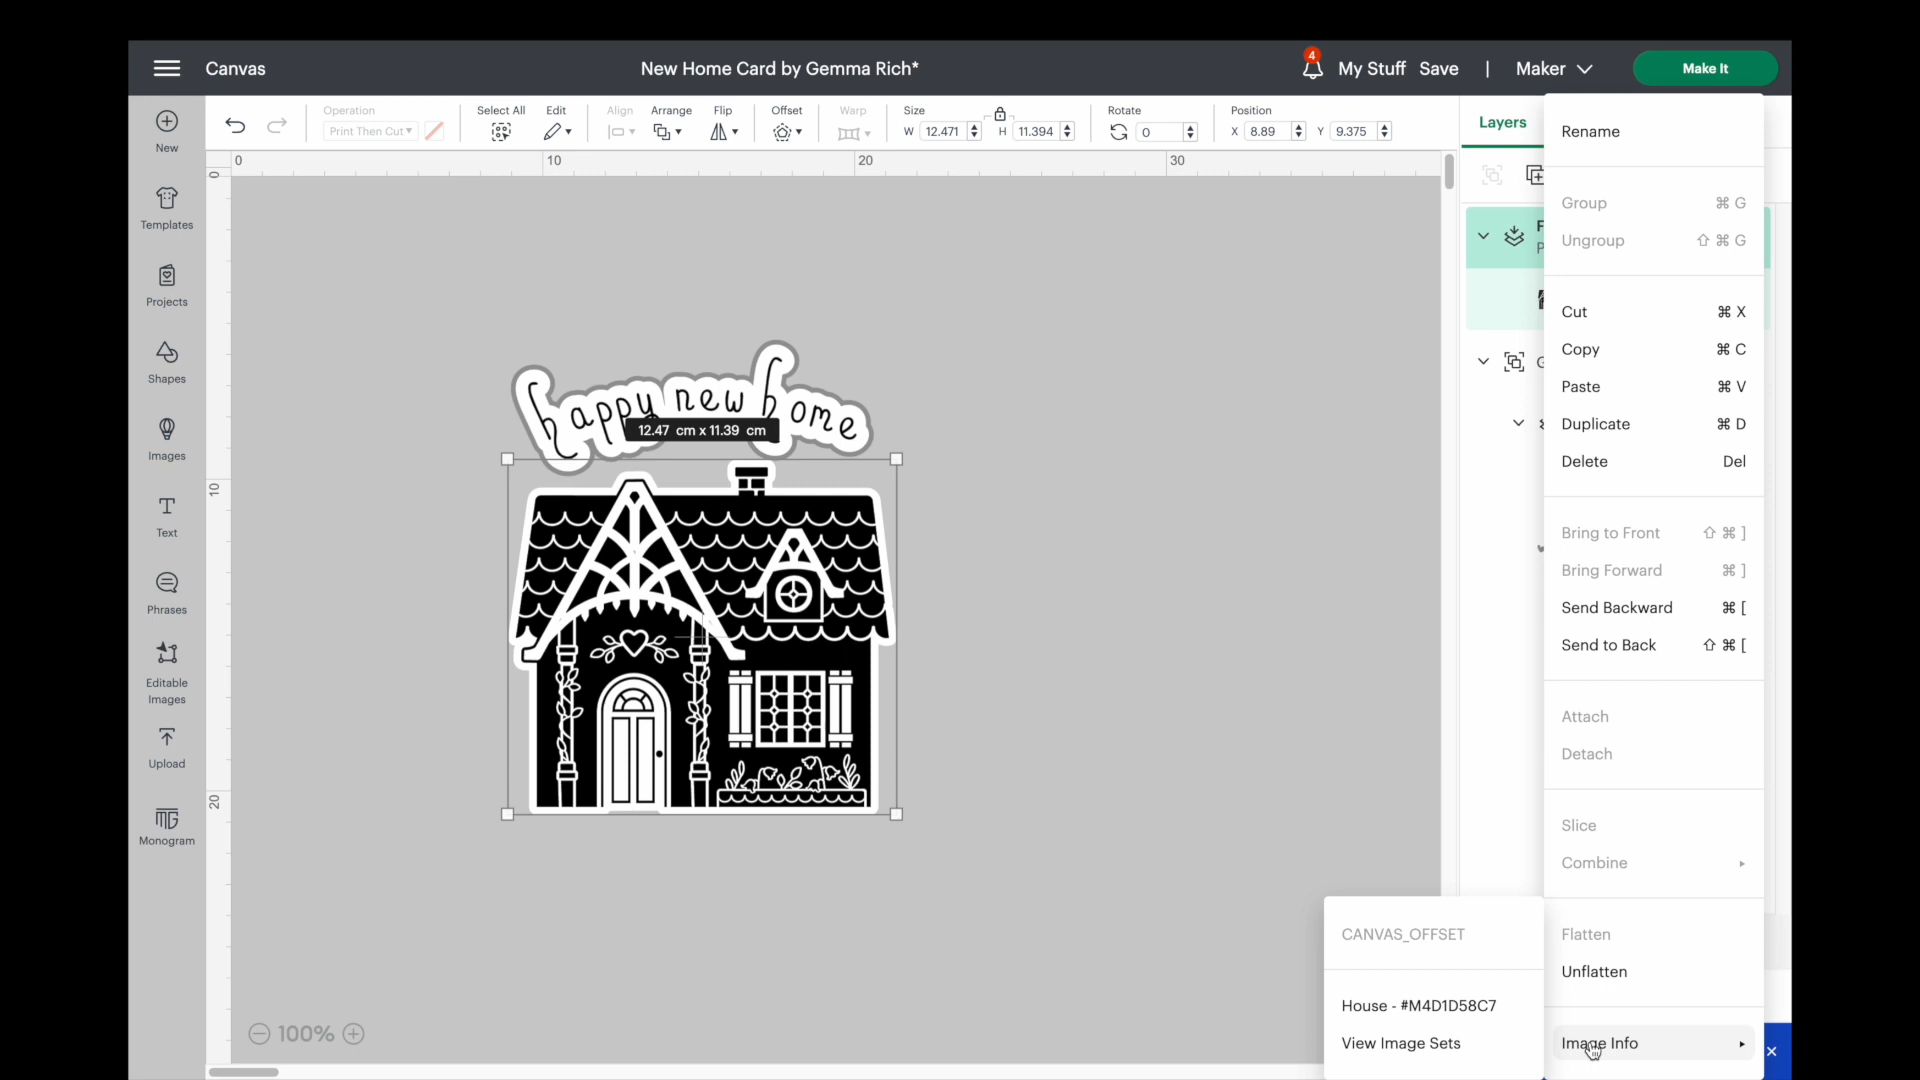 Canvas
New Home Card by Gemma Rich*
4
My Stuff
Save
|
Maker
Make It
New
Templates
Projects
Shapes
Images
Text
Phrases
Editable
Images
Upload
Monogram
Operation
Print Then Cut
Select All
Edit
Align
Arrange
Flip
Offset
Warp
Size
W 12.471
H 11.394
Rotate
0
Position
X 8.89
Y 9.375
0 10 20 30
0
10
20
happy new home
12.47 cm x 11.39 cm
100%
Layers
Rename
Group ⌘ G
Ungroup ⇧ ⌘ G
Cut ⌘ X
Copy ⌘ C
Paste ⌘ V
Duplicate ⌘ D
Delete Del
Bring to Front ⇧ ⌘ ]
Bring Forward ⌘ ]
Send Backward ⌘ [
Send to Back ⇧ ⌘ [
Attach
Detach
Slice
Combine
Flatten
Unflatten
Image Info
CANVAS_OFFSET
House - #M4D1D58C7
View Image Sets